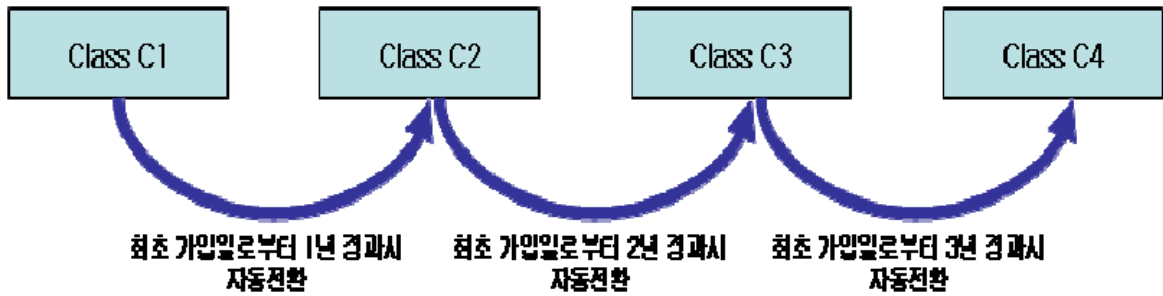 Class C1
Class C2
Class C3
Class C4
최초 가입일로부터 1년 경과시
자동전환
최초 가입일로부터 2년 경과시
자동전환
최초 가입일로부터 3년 경과시
자동전환